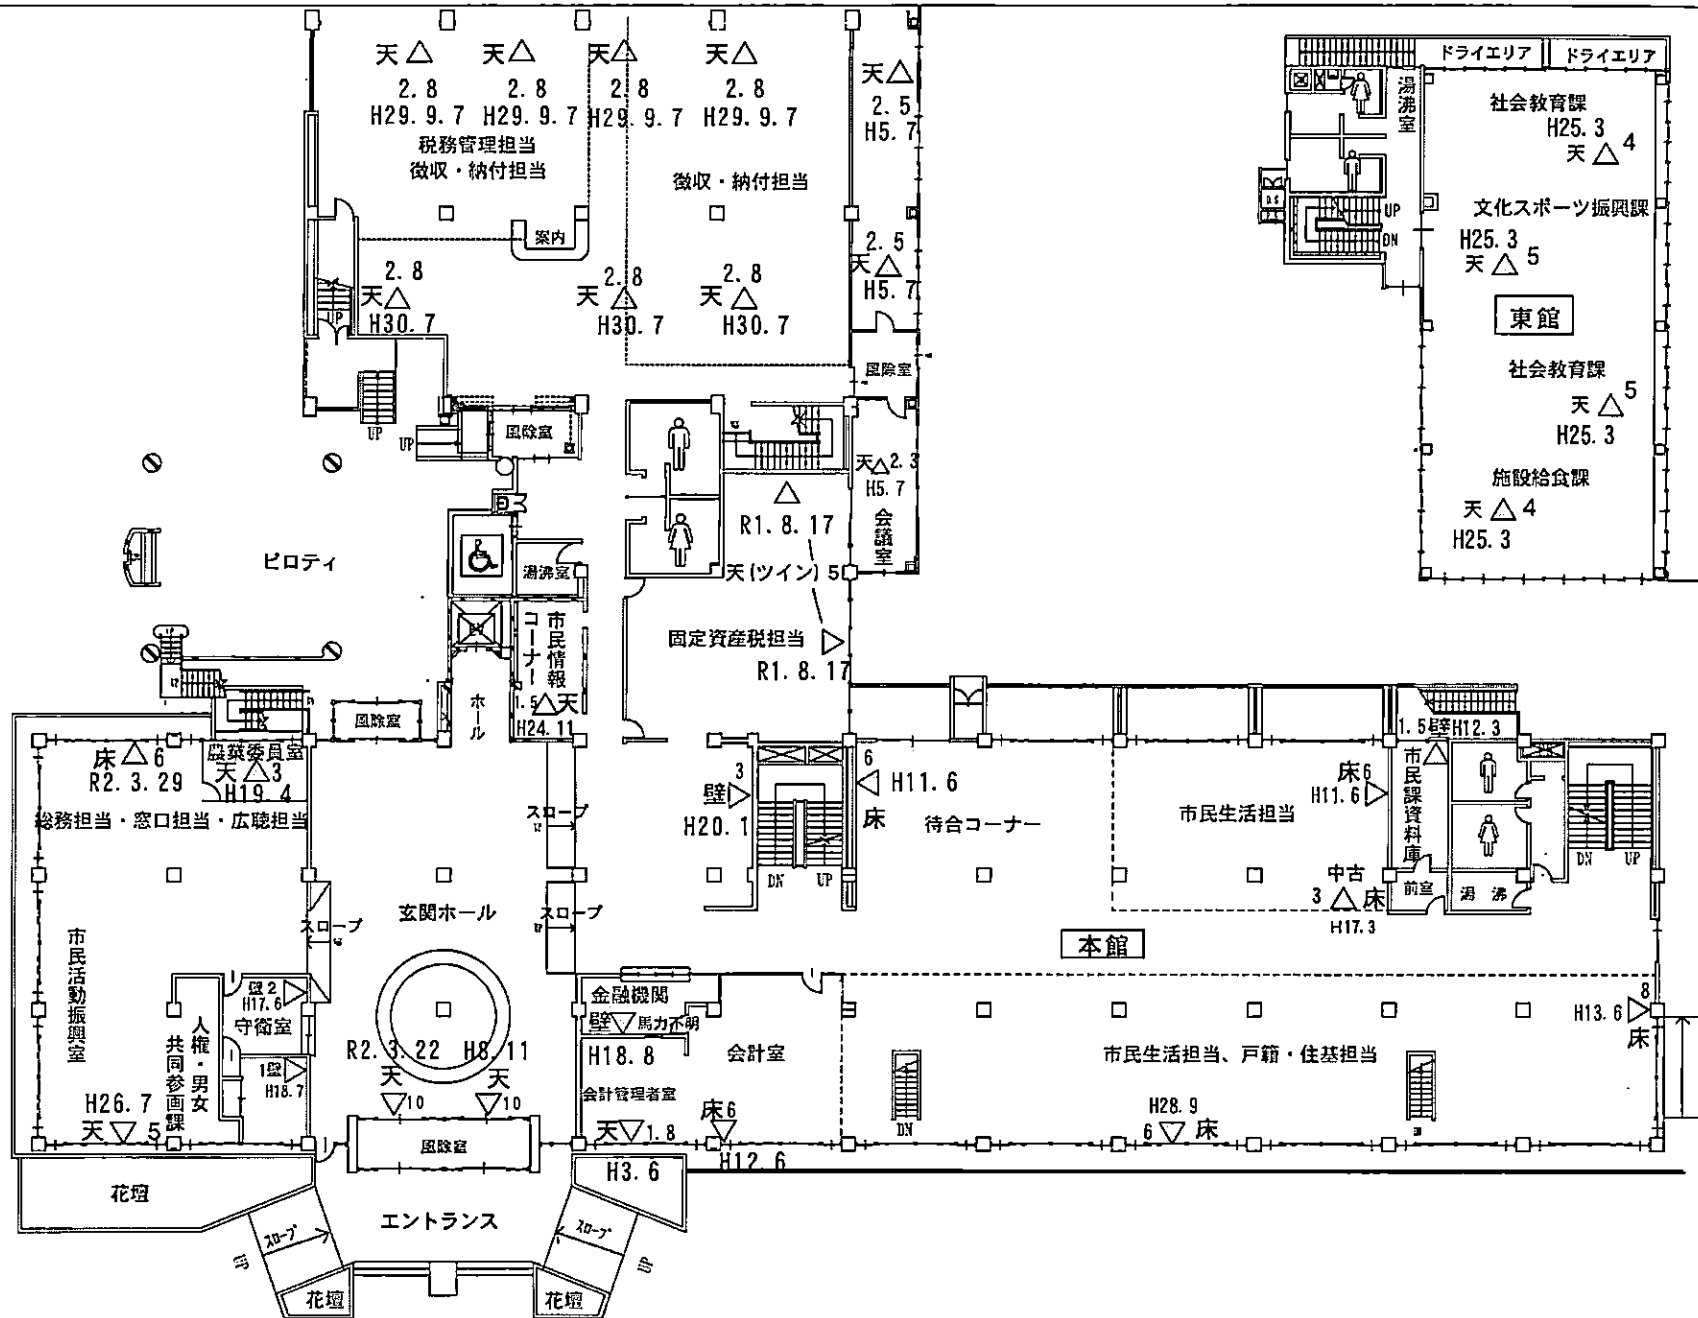 天△ 天△ 天△ 天△
2.8 2.8 2.8 2.8
H29.9.7 H29.9.7 H29.9.7 H29.9.7
税務管理担当
徴収・納付担当
徴収・納付担当
案内
天△
2.5
H5.7
2.5
天△
H5.7
2.8 2.8 2.8
天△ 天△ 天△
H30.7 H30.7 H30.7
UP
UP
UP
風除室
風除室
天△2.3
H5.7
会議室
△
R1.8.17
天(ツイン)5
固定資産税担当 ▷
R1.8.17
ピロティ
湯沸室
EV
市民情報
コーナー
1.5△天
H24.11
ホール
風除室
ドライエリア ドライエリア
湯沸室
社会教育課
H25.3
天△4
D.S
UP
DN
文化スポーツ振興課
H25.3
天△5
東館
社会教育課
天△5
H25.3
施設給食課
天△4
H25.3
床△6
R2.3.29
農業委員室
天△3
H19.4
総務担当・窓口担当・広聴担当
スロープ
スロープ
スロープ
玄関ホール
3
壁▷
H20.1
DN UP
6
◁H11.6
床
待合コーナー
市民生活担当
床6
H11.6▷
1.5壁H12.3
△
市民課資料庫
中古
3△床
H17.3
前室
湯沸
DN UP
本館
市民活動振興室
壁2
H17.6▷
守衛室
人権・男女
共同参画課
1壁▷
H18.7
H26.7
天▽5
R2.3.22 H8.11
天 天
▽10 ▽10
風除室
金融機関
壁▽馬力不明
H18.8
会計室
会計管理者室
天▽1.8
H3.6
床6
▽
H12.6
DN
市民生活担当、戸籍・住基担当
H28.9
6▽床
8
H13.6▷
床
花壇
スロープ
UP
エントランス
スロープ
UP
花壇
花壇